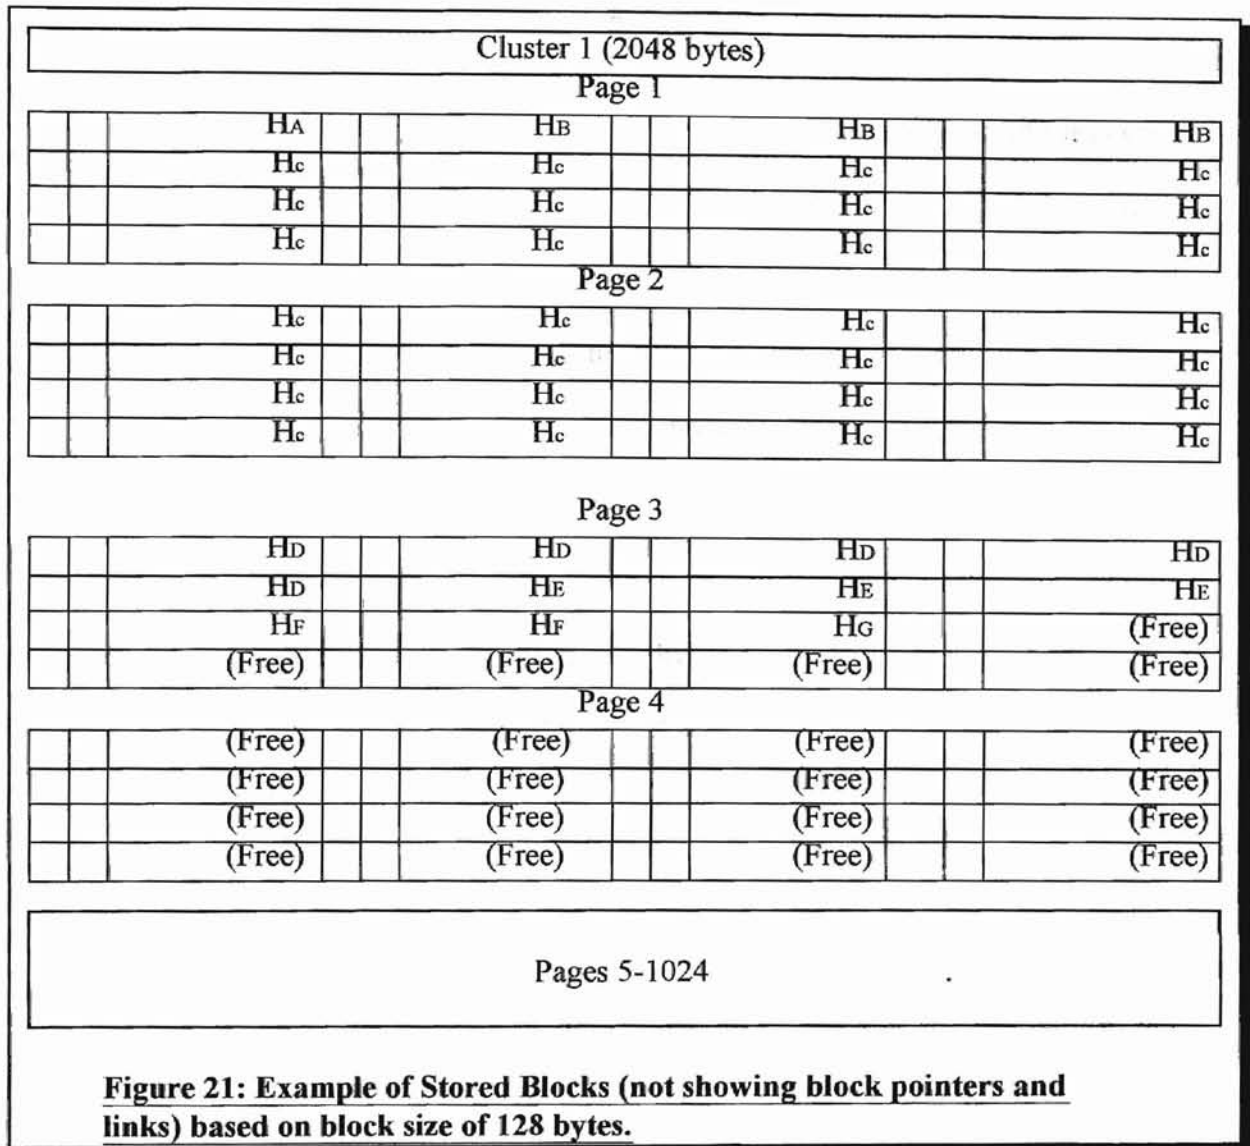 Cluster 1 (2048 bytes)
Page 1
HA HB HB HB
Hc Hc Hc Hc
Hc Hc Hc Hc
Hc Hc Hc Hc
Page 2
Hc Hc Hc Hc
Hc Hc Hc Hc
Hc Hc Hc Hc
Hc Hc Hc Hc
Page 3
HD HD HD HD
HD HE HE HE
HF HF HG (Free)
(Free) (Free) (Free) (Free)
Page 4
(Free) (Free) (Free) (Free)
(Free) (Free) (Free) (Free)
(Free) (Free) (Free) (Free)
(Free) (Free) (Free) (Free)
Pages 5-1024
Figure 21: Example of Stored Blocks (not showing block pointers and
links) based on block size of 128 bytes.